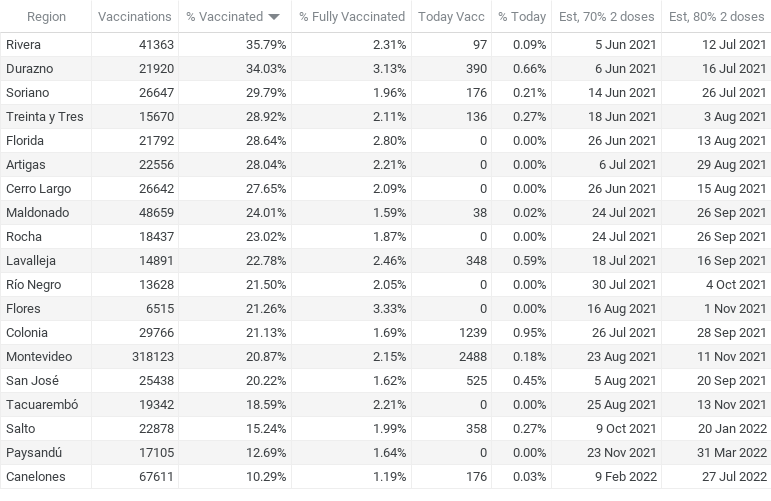 Region Vaccinations % Vaccinated % Fully Vaccinated Today Vacc % Today Est, 70% 2 doses Est, 80% 2 doses
Rivera 41363 35.79% 2.31% 97 0.09% 5 Jun 2021 12 Jul 2021
Durazno 21920 34.03% 3.13% 390 0.66% 6 Jun 2021 16 Jul 2021
Soriano 26647 29.79% 1.96% 176 0.21% 14 Jun 2021 26 Jul 2021
Treinta y Tres 15670 28.92% 2.11% 136 0.27% 18 Jun 2021 3 Aug 2021
Florida 21792 28.64% 2.80% 0 0.00% 26 Jun 2021 13 Aug 2021
Artigas 22556 28.04% 2.21% 0 0.00% 6 Jul 2021 29 Aug 2021
Cerro Largo 26642 27.65% 2.09% 0 0.00% 26 Jun 2021 15 Aug 2021
Maldonado 48659 24.01% 1.59% 38 0.02% 24 Jul 2021 26 Sep 2021
Rocha 18437 23.02% 1.87% 0 0.00% 24 Jul 2021 26 Sep 2021
Lavalleja 14891 22.78% 2.46% 348 0.59% 18 Jul 2021 16 Sep 2021
Río Negro 13628 21.50% 2.05% 0 0.00% 30 Jul 2021 4 Oct 2021
Flores 6515 21.26% 3.33% 0 0.00% 16 Aug 2021 1 Nov 2021
Colonia 29766 21.13% 1.69% 1239 0.95% 26 Jul 2021 28 Sep 2021
Montevideo 318123 20.87% 2.15% 2488 0.18% 23 Aug 2021 11 Nov 2021
San José 25438 20.22% 1.62% 525 0.45% 5 Aug 2021 20 Sep 2021
Tacuarembó 19342 18.59% 2.21% 0 0.00% 25 Aug 2021 13 Nov 2021
Salto 22878 15.24% 1.99% 358 0.27% 9 Oct 2021 20 Jan 2022
Paysandú 17105 12.69% 1.64% 0 0.00% 23 Nov 2021 31 Mar 2022
Canelones 67611 10.29% 1.19% 176 0.03% 9 Feb 2022 27 Jul 2022